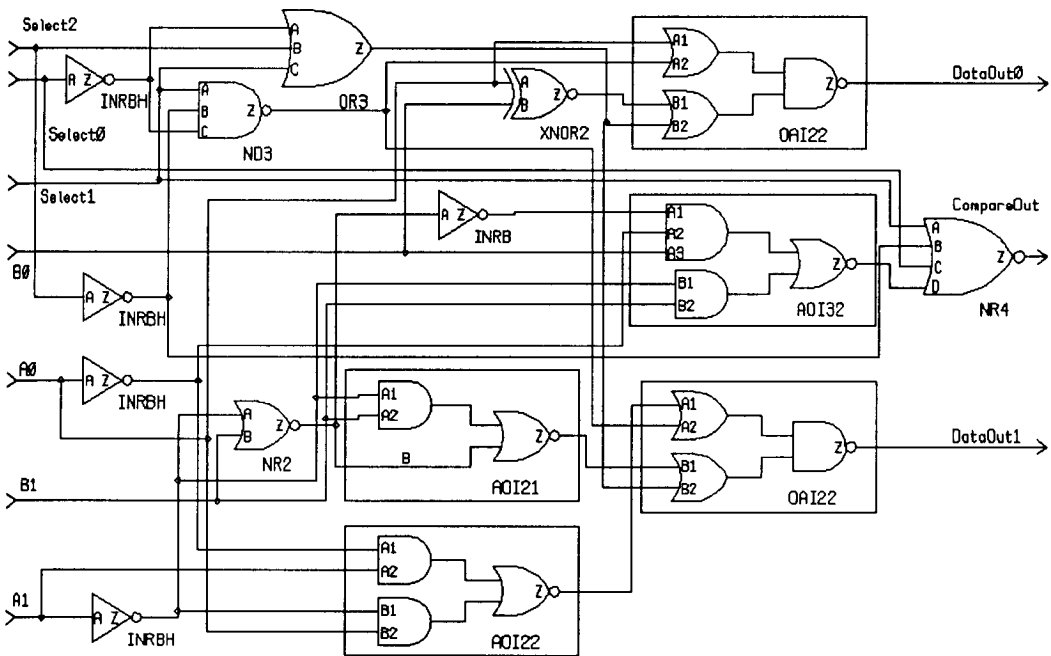 Select2
A
B
C
Z
A1
A2
DataOut0
A Z
INRBH
A
B
C
Z
OR3
A
B
B1
B2
Z
Select0
ND3
XNOR2
OAI22
Select1
CompareOut
A Z
INRB
A1
A2
A3
A
B
C
D
Z
B0
Z
A Z
INRBH
B1
B2
AOI32
NR4
A0
A Z
INRBH
A1
A2
A1
A2
A
B
Z
Z
Z
DataOut1
NR2
B
B1
B2
B1
AOI21
OAI22
A1
A2
Z
A1
A Z
INRBH
B1
B2
AOI22